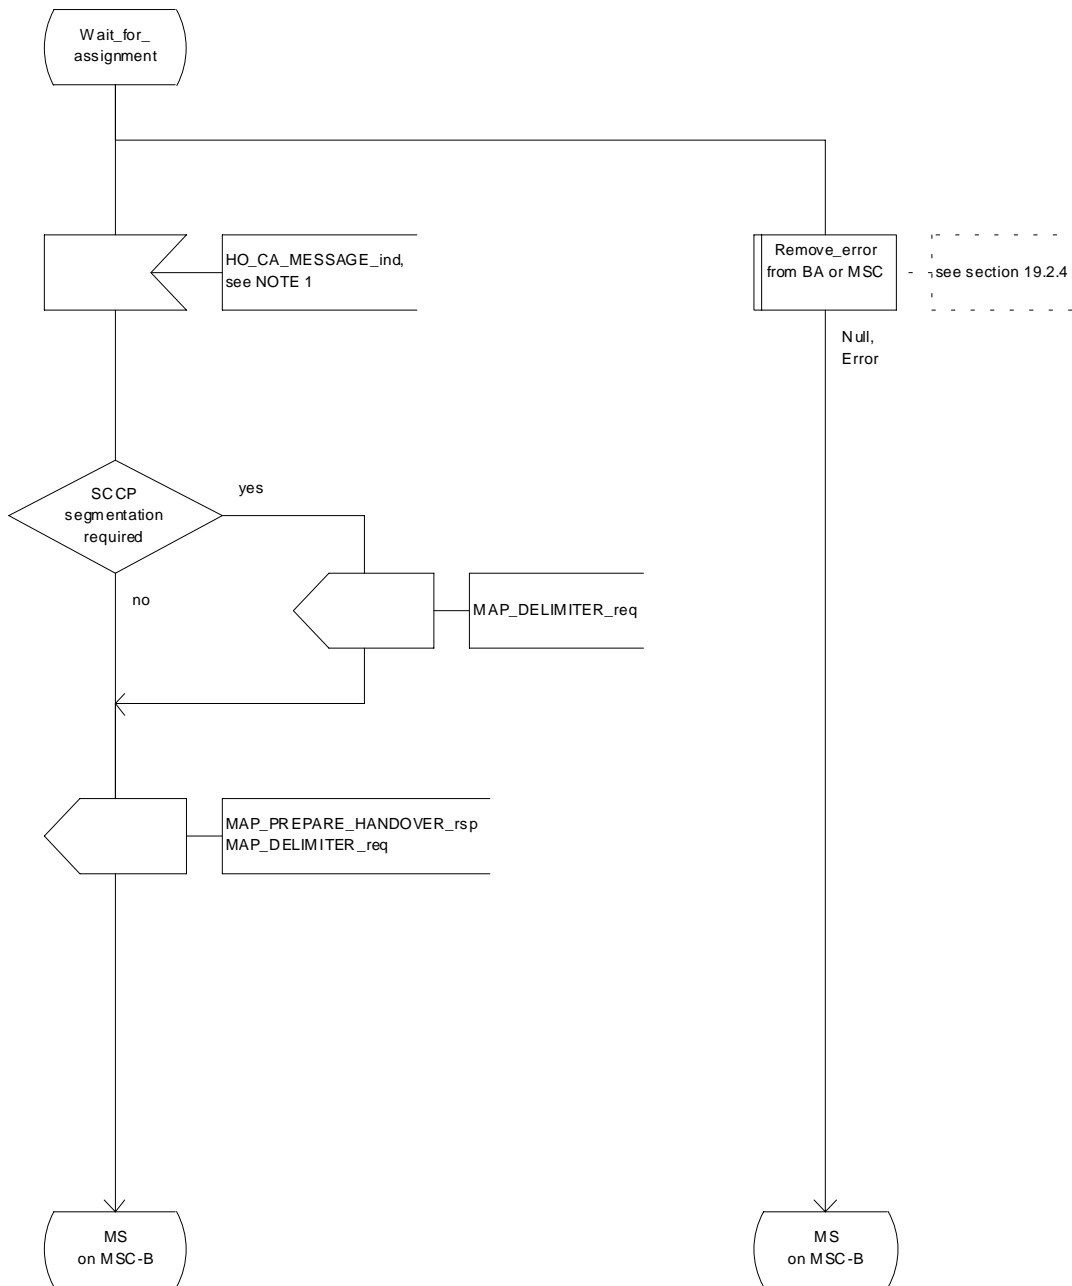 Wait_for_
assignment
HO_CA_MESSAGE_ind,
see NOTE 1
Remove_error
from BA or MSC
see section 19.2.4
Null,
Error
SCCP
segmentation
required
yes
no
MAP_DELIMITER_req
MAP_PREPARE_HANDOVER_rsp
MAP_DELIMITER_req
MS
on MSC-B
MS
on MSC-B